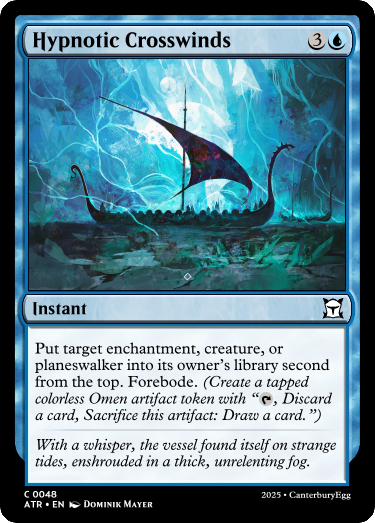 Hypnotic Crosswinds 3
Instant
Put target enchantment, creature, or
planeswalker into its owner's library second
from the top. Forebode. (Create a tapped
colorless Omen artifact token with “, Discard
a card, Sacrifice this artifact: Draw a card.”)
With a whisper, the vessel found itself on strange
tides, enshrouded in a thick, unrelenting fog.
C 0048
ATR • EN DOMINIK MAYER
2025 • CanterburyEgg